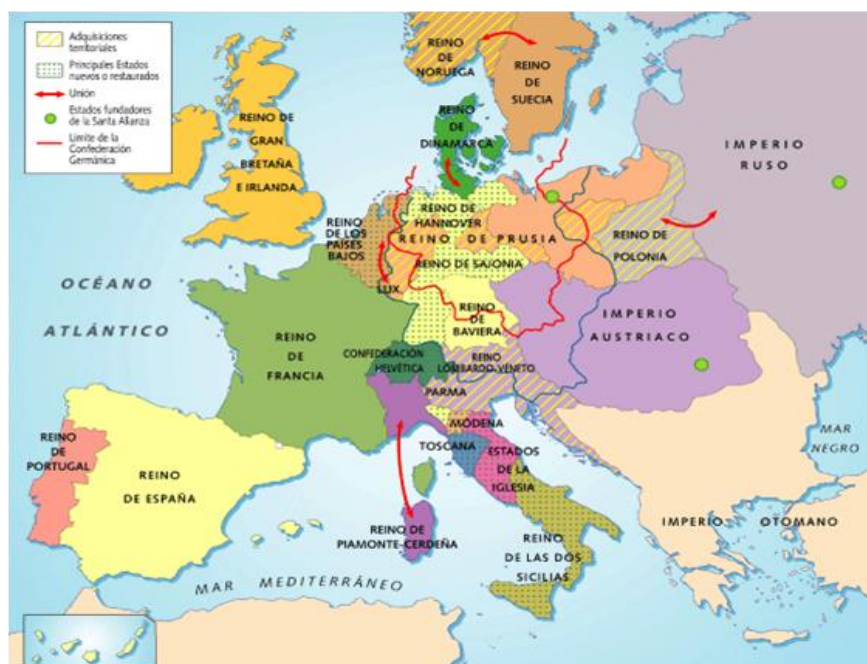 Adquisiciones
territoriales
Principales Estados
nuevos o restaurados
Unión
Estados fundadores
de la Santa Alianza
Límite de la
Confederación
Germánica
REINO
DE
NORUEGA
REINO
DE
SUECIA
REINO DE
GRAN
BRETAÑA
E IRLANDA
REINO
DE
DINAMARCA
IMPERIO
RUSO
REINO DE
HANNOVER
REINO
DE LOS
PAÍSES
BAJOS
REINO DE PRUSIA
REINO DE
POLONIA
REINO DE SAJONIA
LUX.
OCÉANO
ATLÁNTICO
REINO
DE
BAVIERA
IMPERIO
AUSTRIACO
REINO
DE
FRANCIA
CONFEDERACIÓN
HELVÉTICA
REINO
LOMBARDO-VÉNETO
PARMA
MÓDENA
MAR
NEGRO
REINO
DE
PORTUGAL
REINO
DE ESPAÑA
TOSCANA
ESTADOS
DE LA
IGLESIA
REINO DE
PIAMONTE-CERDEÑA
REINO
DE LAS DOS
SICILIAS
IMPERIO OTOMANO
MAR MEDITERRÁNEO